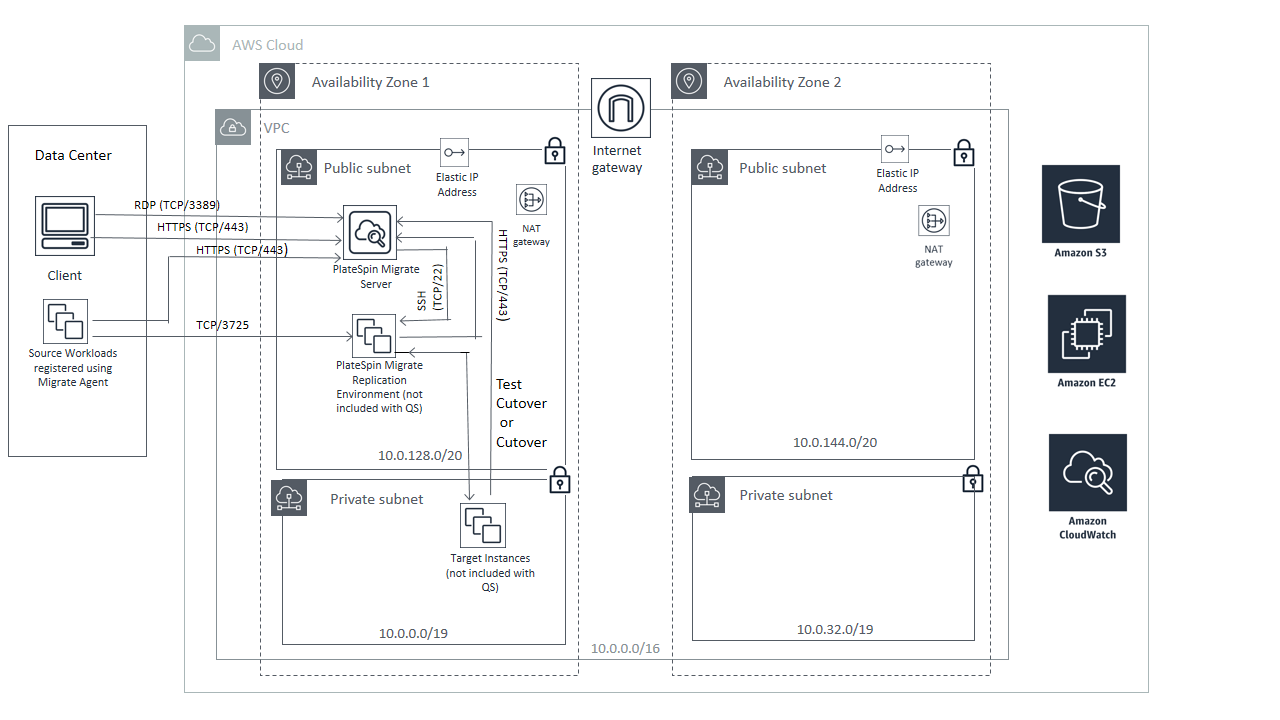 AWS Cloud
Availability Zone 1
Availability Zone 2
VPC
Internet
gateway
Data Center
Public subnet
Elastic IP
Address
NAT
gateway
Public subnet
Elastic IP
Address
NAT
gateway
RDP (TCP/3389)
HTTPS (TCP/443)
HTTPS (TCP/443)
Client
PlateSpin Migrate
Server
SSH
(TCP/22)
HTTPS (TCP/443)
TCP/3725
Source Workloads
registered using
Migrate Agent
PlateSpin Migrate
Replication
Environment (not
included with QS)
Test
Cutover
or
Cutover
10.0.128.0/20
10.0.144.0/20
Private subnet
Private subnet
Target Instances
(not included with
QS)
10.0.0.0/19
10.0.32.0/19
10.0.0.0/16
Amazon S3
Amazon EC2
Amazon
CloudWatch